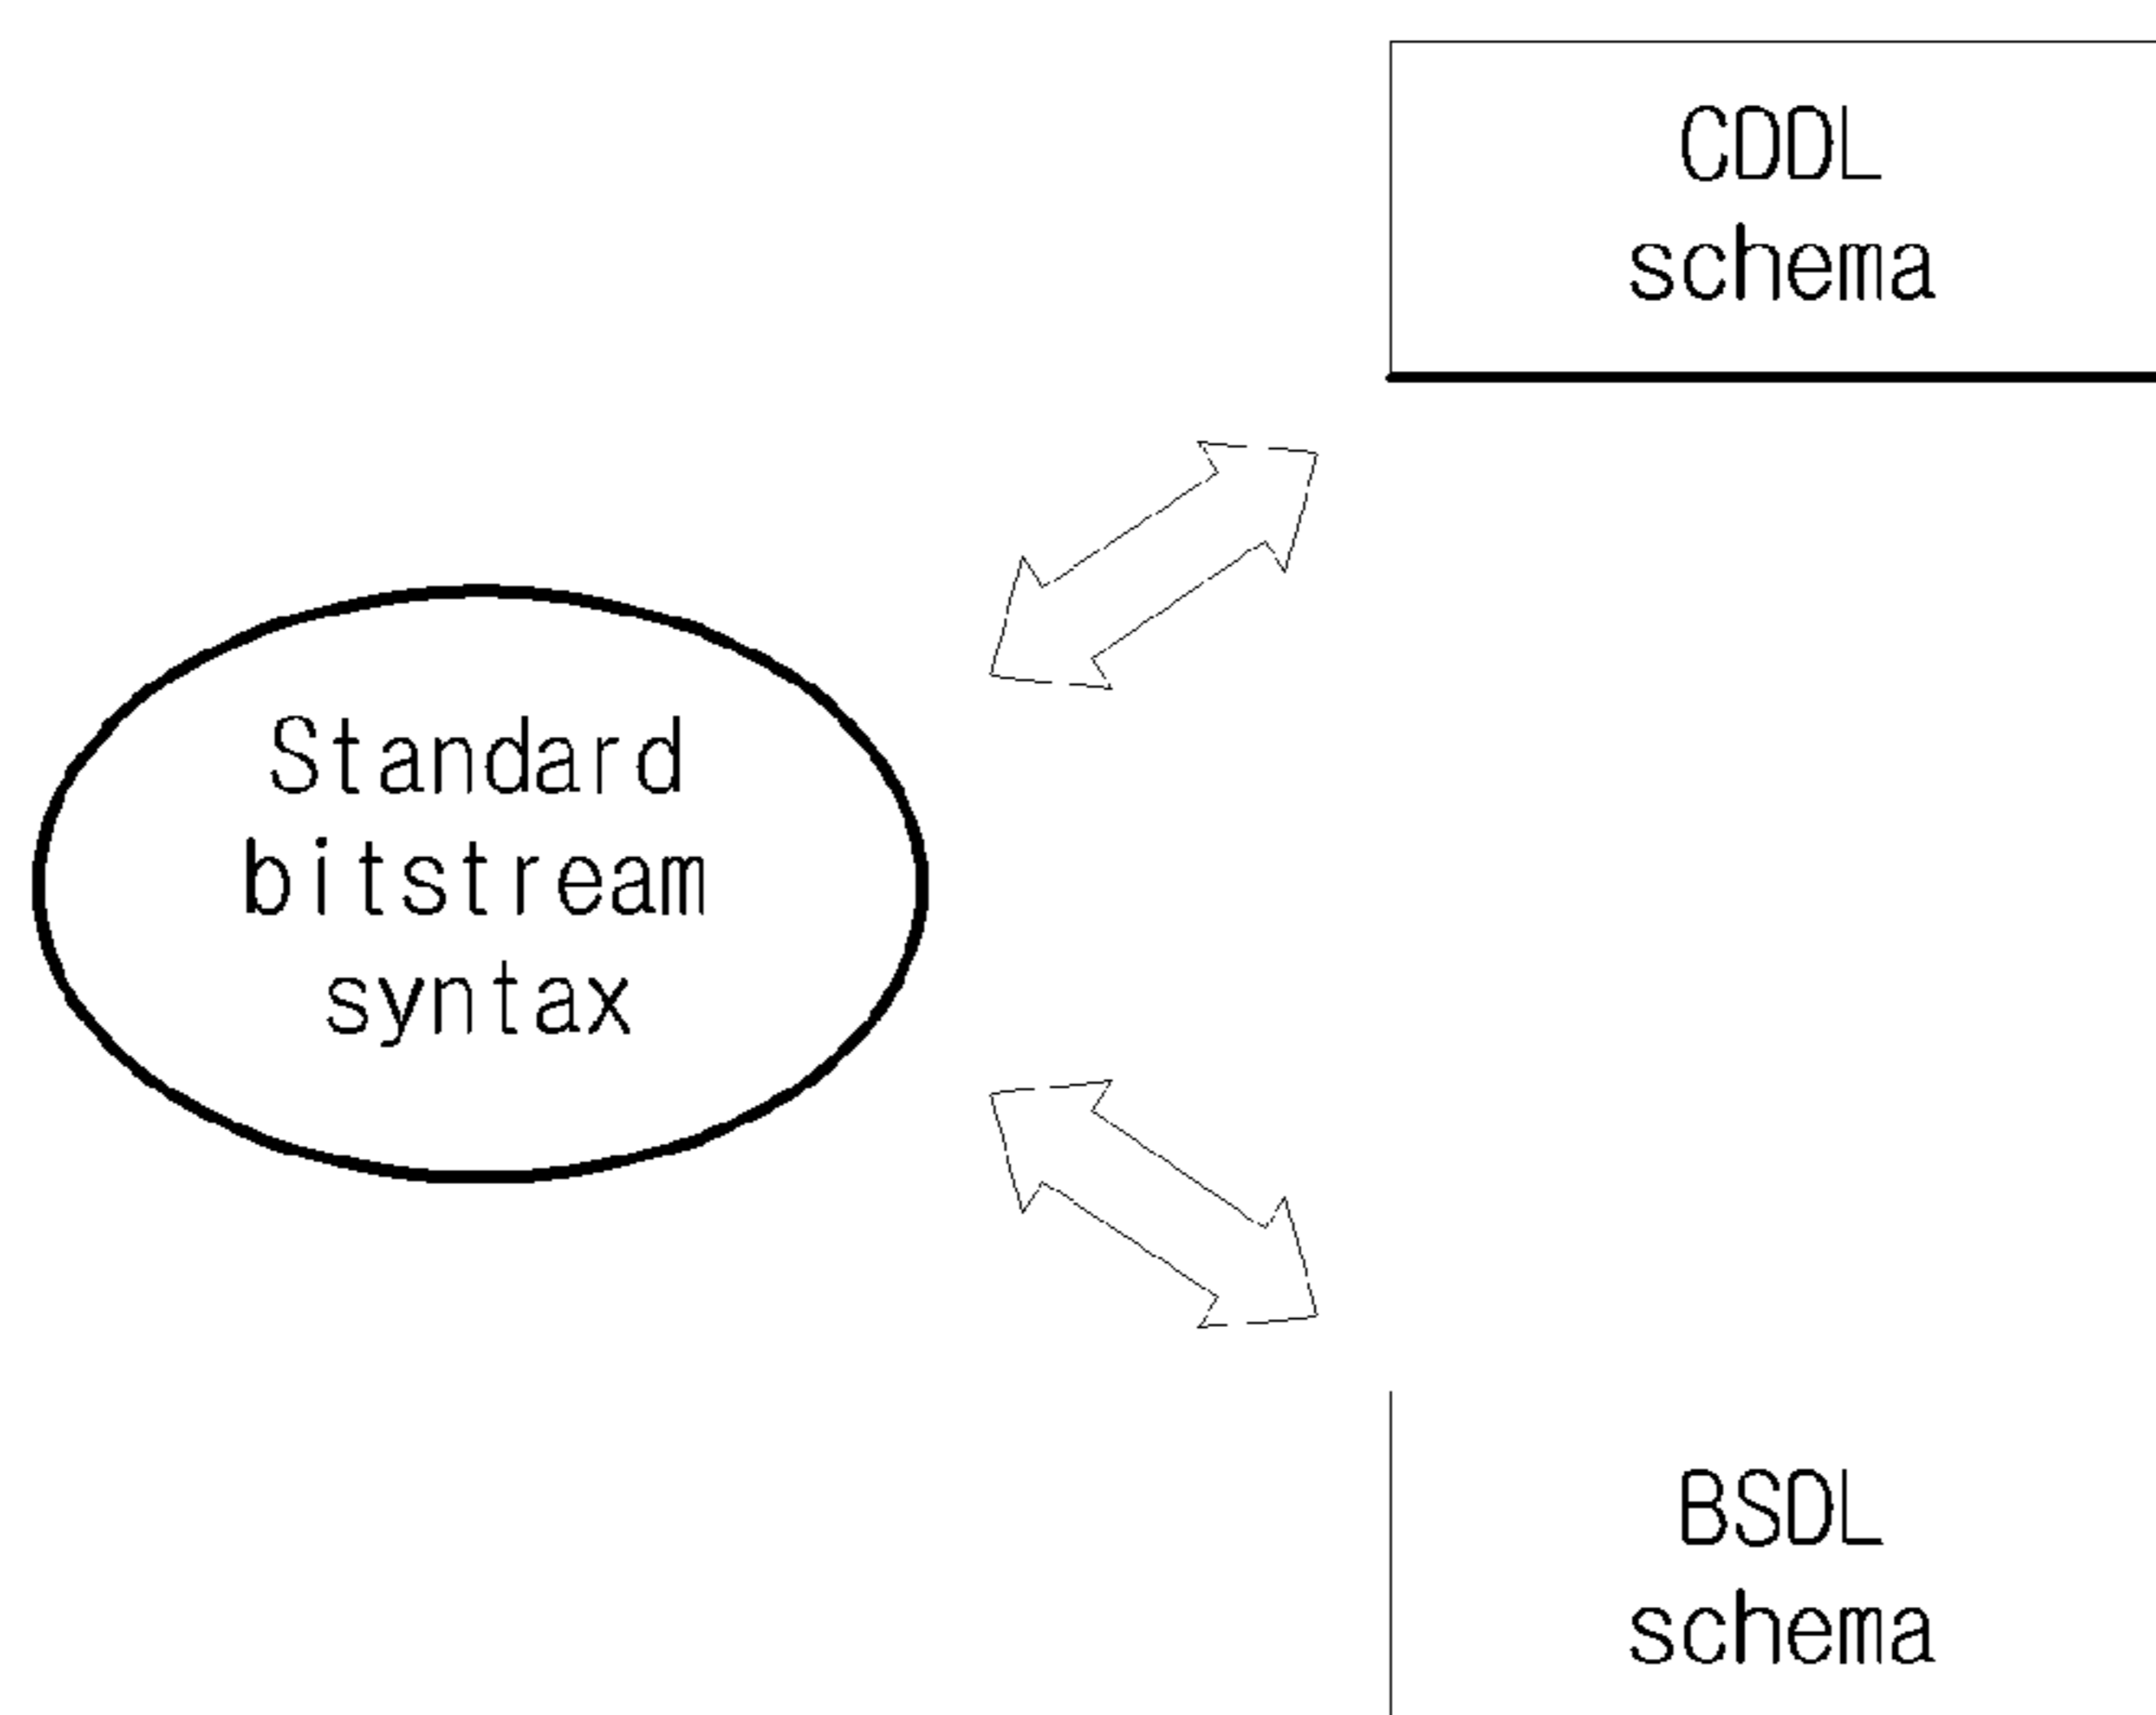 CDDL
schema
Standard
bitstream
syntax
BSDL
schema